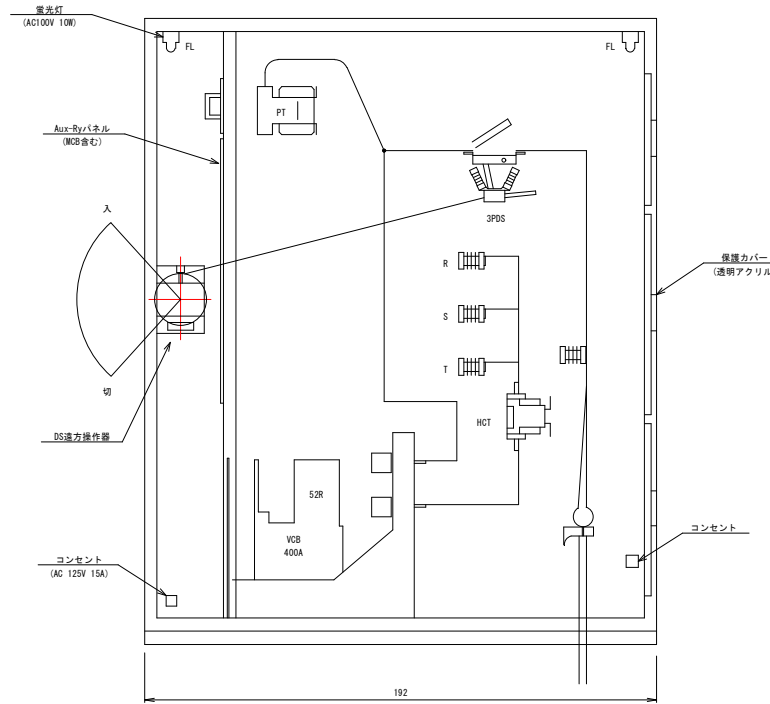 蛍光灯
(AC100V 10W)
FL
FL
PT
Aux-Ryパネル
(MCB含む)
入
3PDS
R
保護カバー
(透明アクリル
S
T
切
HCT
DS遠方操作器
52R
VCB
400A
コンセント
コンセント
(AC 125V 15A)
192